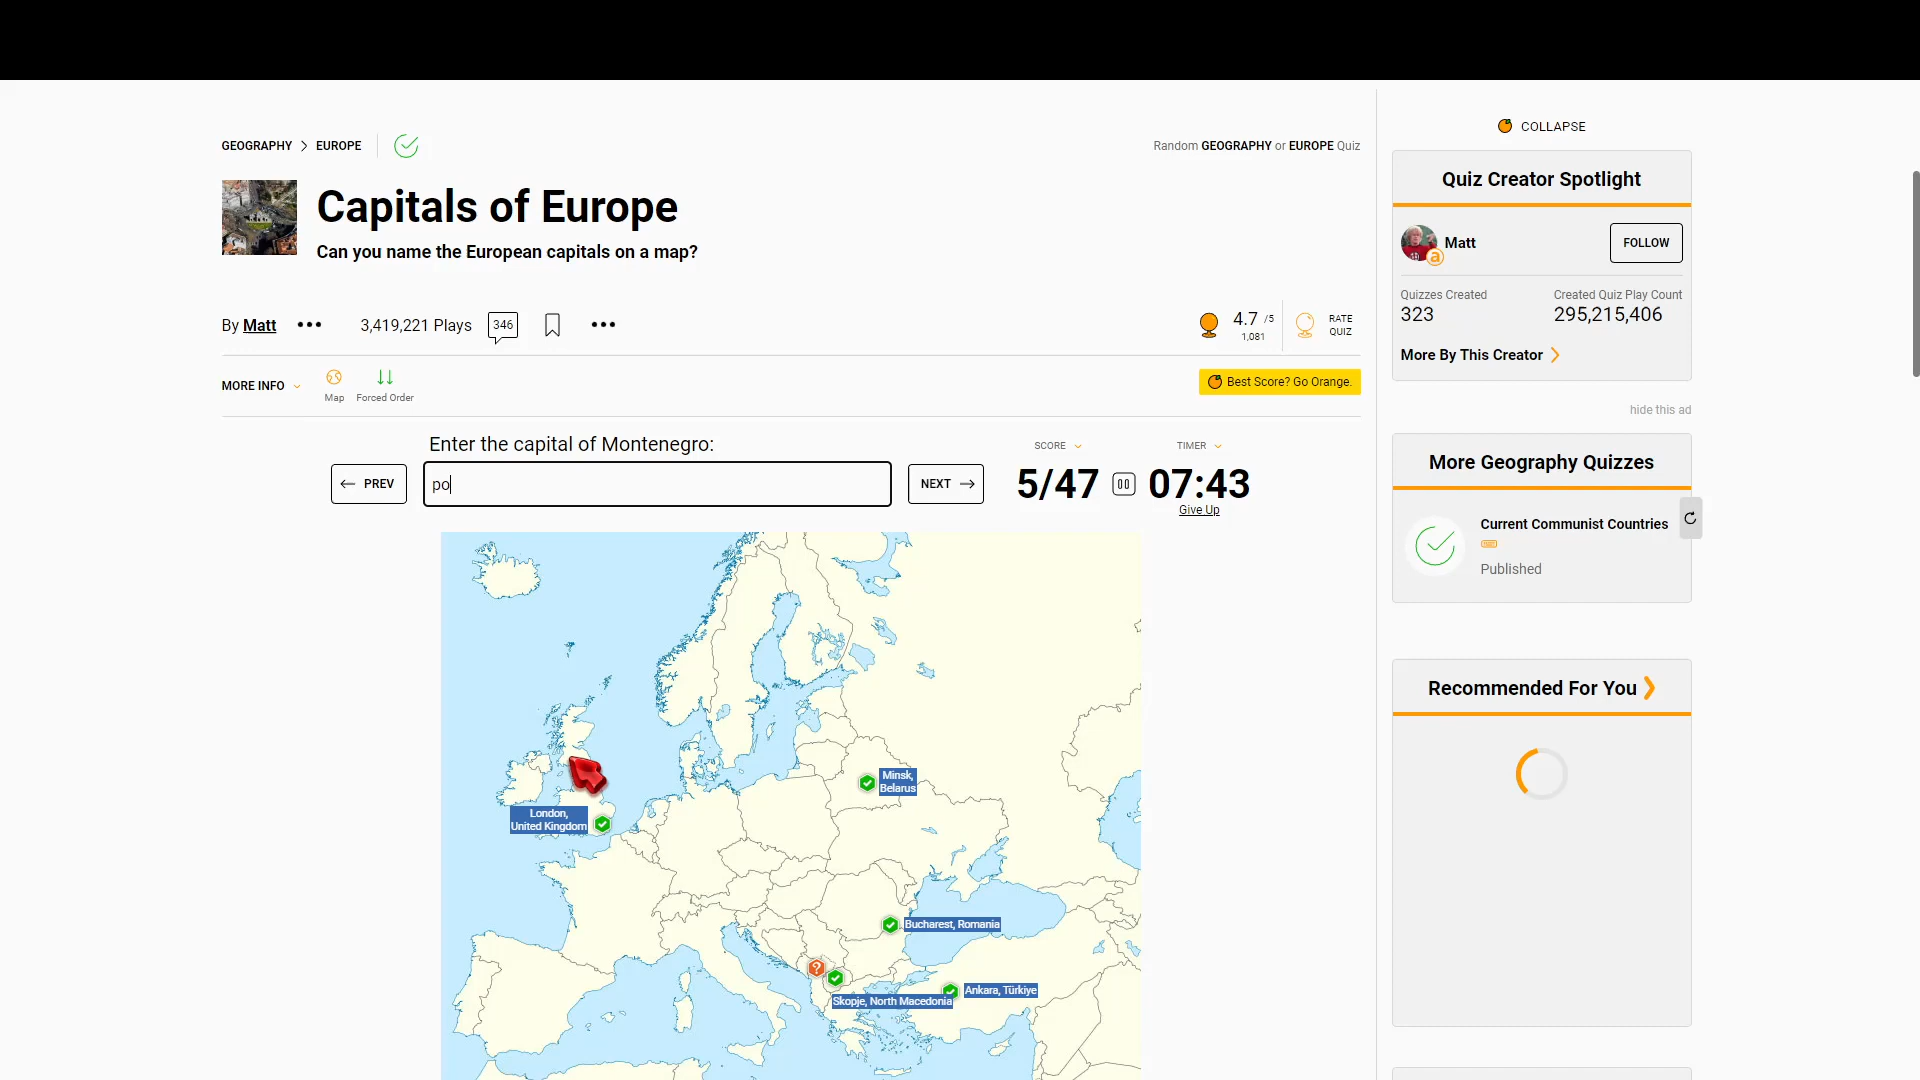 GEOGRAPHY > EUROPE
Random GEOGRAPHY or EUROPE Quiz
Capitals of Europe
Can you name the European capitals on a map?
By Matt ••• 3,419,221 Plays 346 •••
4.7 /5
1,081
RATE
QUIZ
MORE INFO
Map
Forced Order
Best Score? Go Orange.
Enter the capital of Montenegro:
PREV
po
NEXT
SCORE
5/47
TIMER
07:43
Give Up
Minsk,
Belarus
London,
United Kingdom
Bucharest, Romania
?
Skopje, North Macedonia
Ankara, Türkiye
COLLAPSE
Quiz Creator Spotlight
Matt
a
FOLLOW
Quizzes Created
323
Created Quiz Play Count
295,215,406
More By This Creator
hide this ad
More Geography Quizzes
Current Communist Countries
Published
Recommended For You